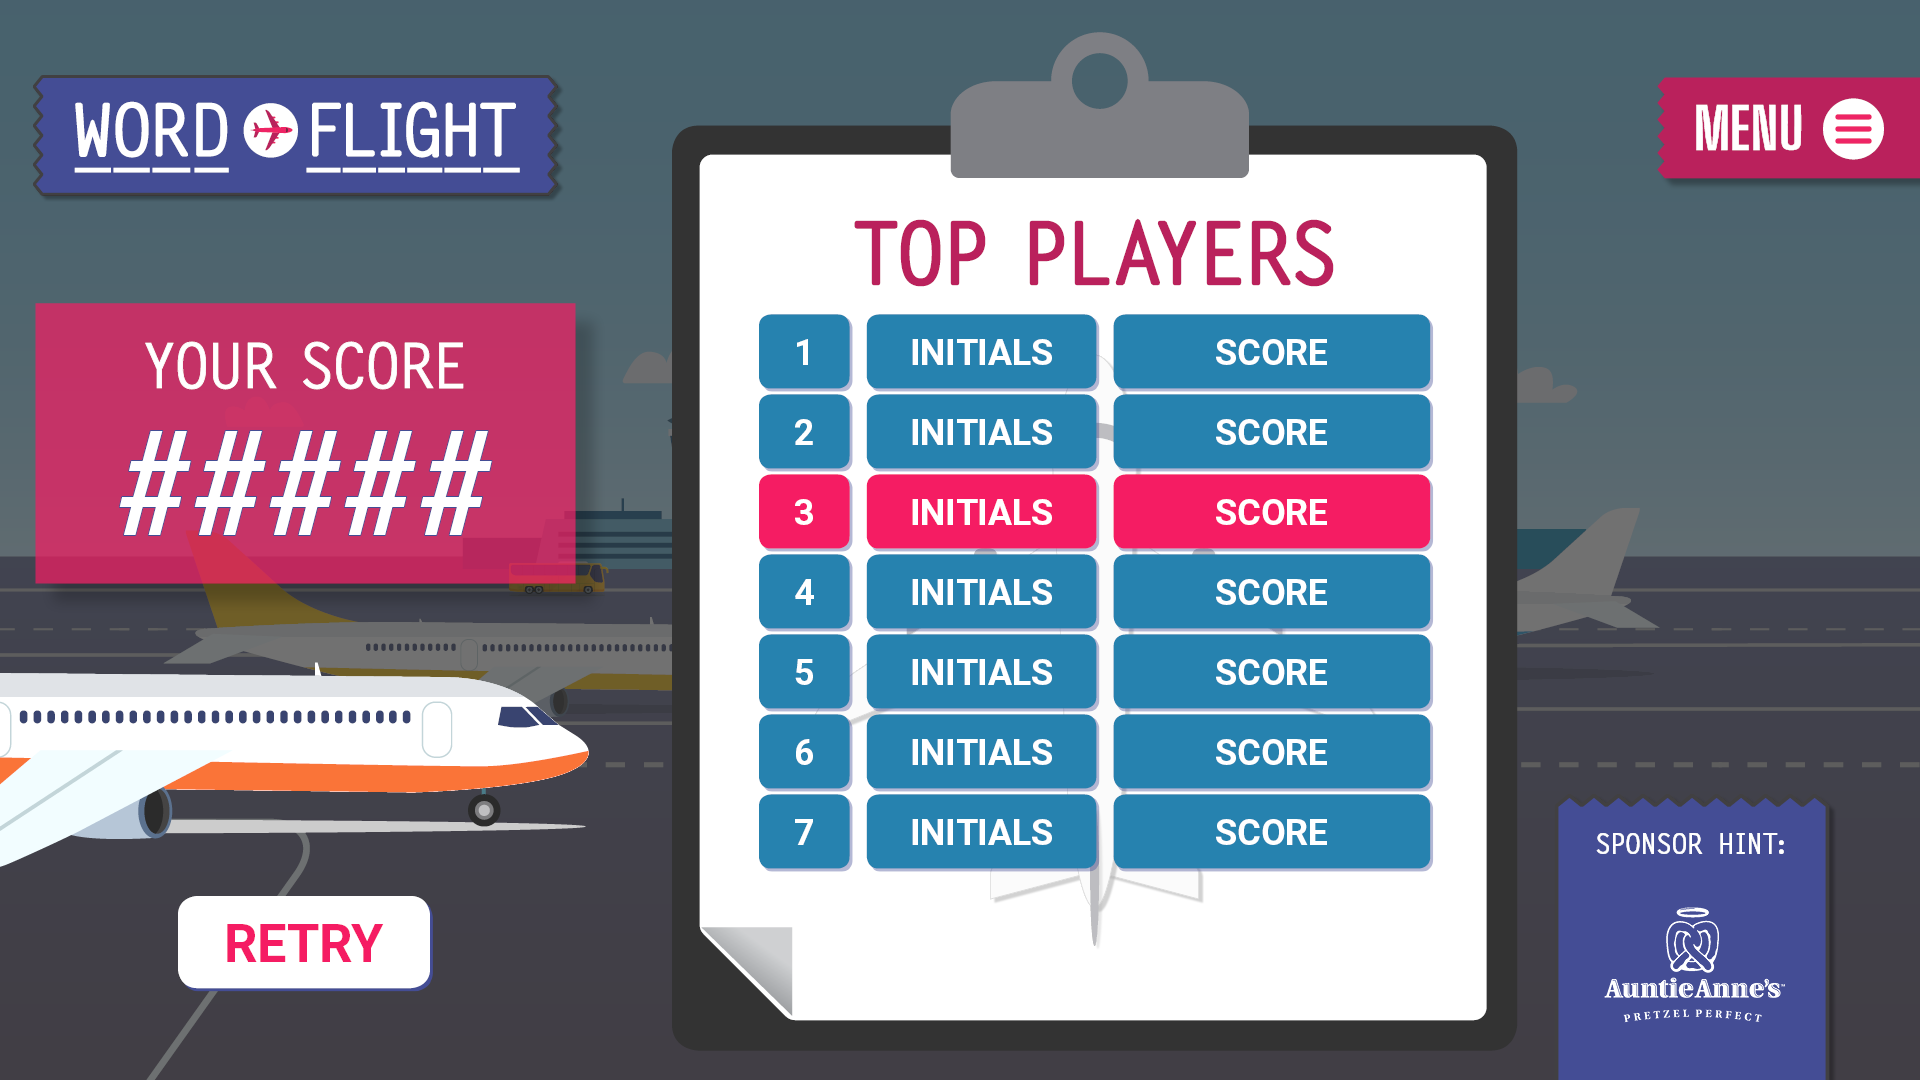 WORD FLIGHT
MENU
YOUR SCORE
#####
RETRY
TOP PLAYERS
1 INITIALS SCORE
2 INITIALS SCORE
3 INITIALS SCORE
4 INITIALS SCORE
5 INITIALS SCORE
6 INITIALS SCORE
7 INITIALS SCORE
SPONSOR HINT:
AuntieAnne's™
PRETZEL PERFECT